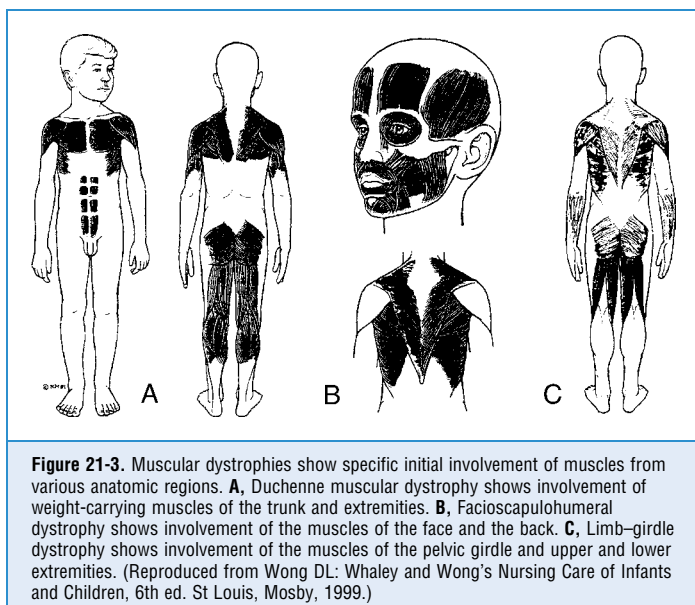 A
B
C
Figure 21-3. Muscular dystrophies show specific initial involvement of muscles from
various anatomic regions. A, Duchenne muscular dystrophy shows involvement of
weight-carrying muscles of the trunk and extremities. B, Facioscapulohumeral
dystrophy shows involvement of the muscles of the face and the back. C, Limb–girdle
dystrophy shows involvement of the muscles of the pelvic girdle and upper and lower
extremities. (Reproduced from Wong DL: Whaley and Wong's Nursing Care of Infants
and Children, 6th ed. St Louis, Mosby, 1999.)